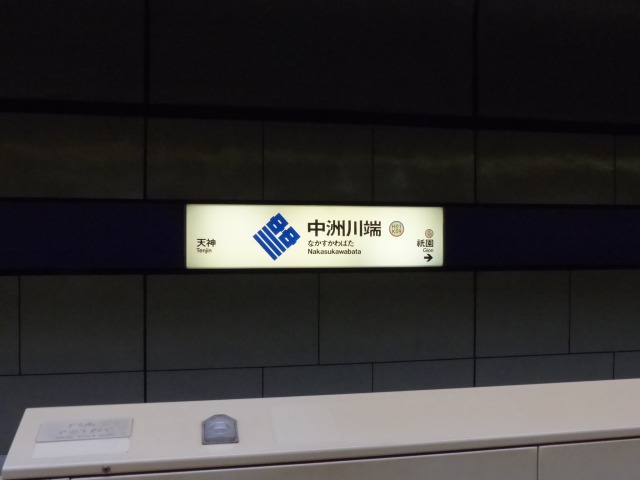 天神
Tenjin
中洲川端
なかすかわばた
Nakasukawabata
祇園
Gion
→